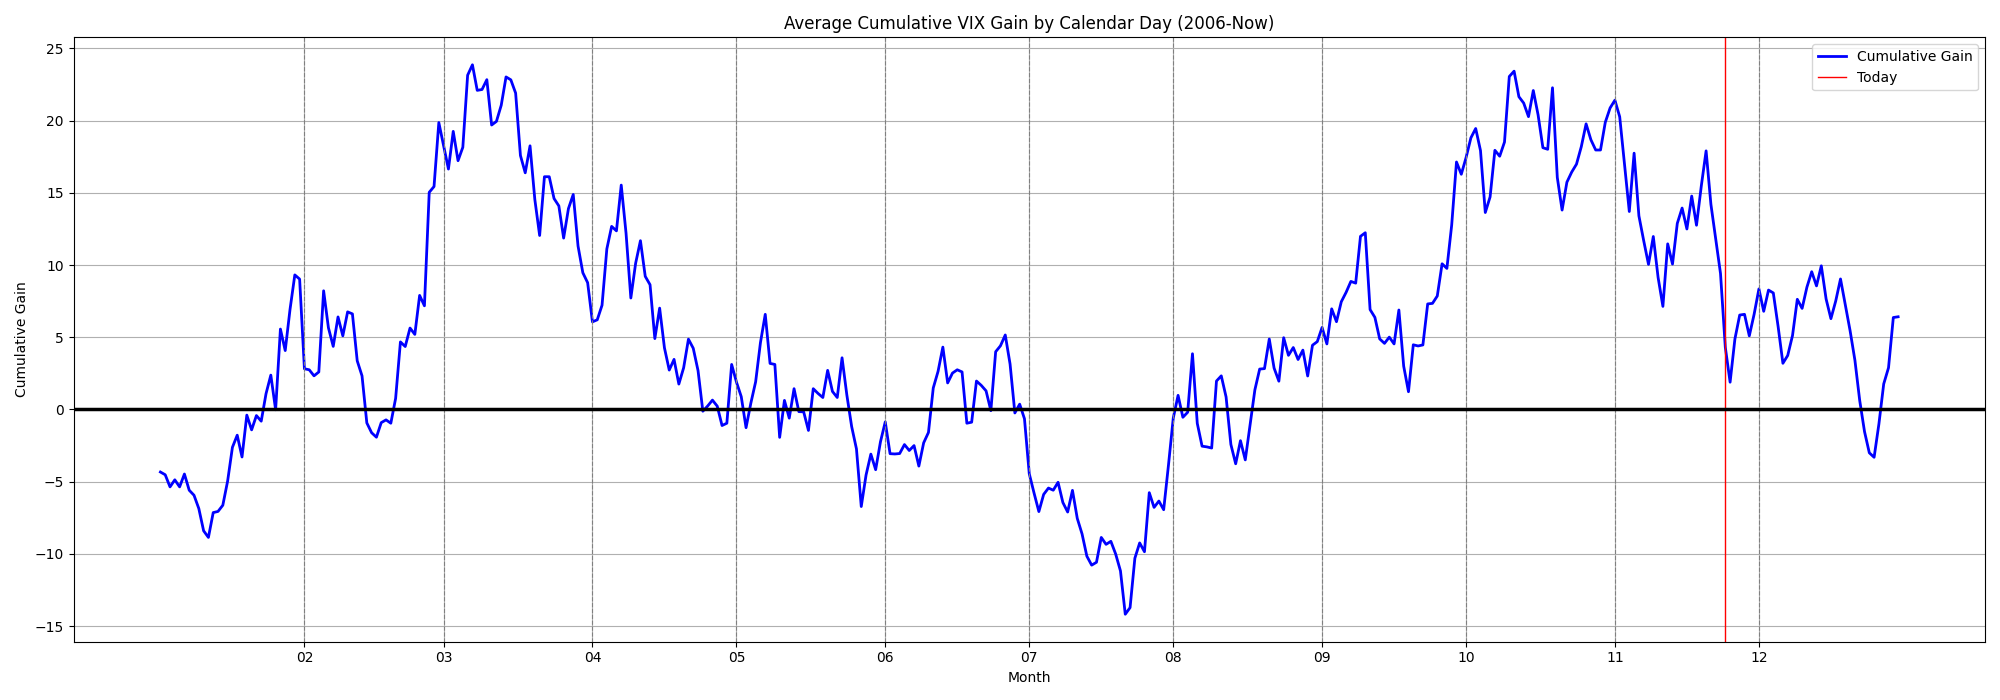 Average Cumulative VIX Gain by Calendar Day (2006-Now)
Cumulative Gain
Today
25
20
15
10
5
0
−5
−10
−15
Cumulative Gain
02 03 04 05 06 07 08 09 10 11 12
Month